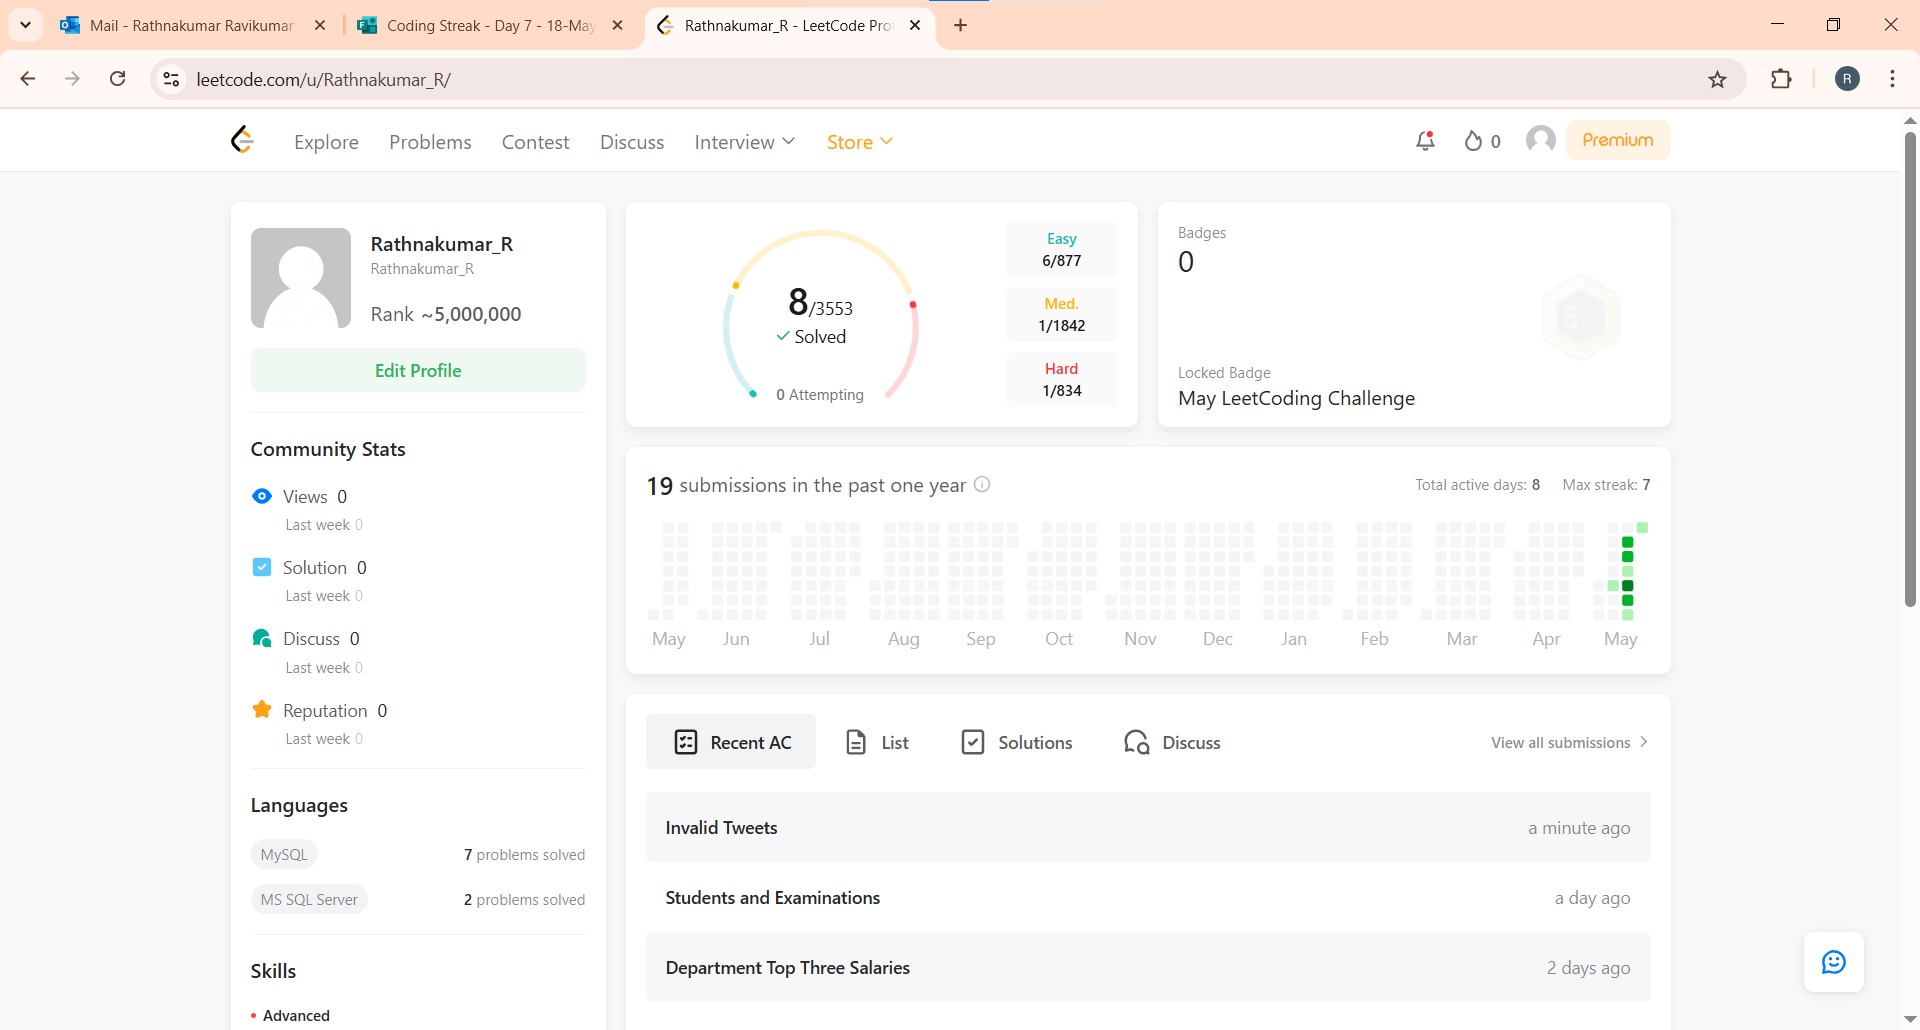 Mail - Rathnakumar Ravikumar
Coding Streak - Day 7 - 18-May
Rathnakumar_R - LeetCode Pro
leetcode.com/u/Rathnakumar_R/
R
Explore
Problems
Contest
Discuss
Interview
Store
0
Premium
Rathnakumar_R
Rathnakumar_R
Rank ~5,000,000
Edit Profile
Community Stats
Views 0
Last week 0
Solution 0
Last week 0
Discuss 0
Last week 0
Reputation 0
Last week 0
Languages
MySQL 7 problems solved
MS SQL Server 2 problems solved
Skills
Advanced
8/3553
Solved
0 Attempting
Easy
6/877
Med.
1/1842
Hard
1/834
Badges
0
Locked Badge
May LeetCoding Challenge
19 submissions in the past one year
Total active days: 8 Max streak: 7
May Jun Jul Aug Sep Oct Nov Dec Jan Feb Mar Apr May
Recent AC
List
Solutions
Discuss
View all submissions
Invalid Tweets a minute ago
Students and Examinations a day ago
Department Top Three Salaries 2 days ago